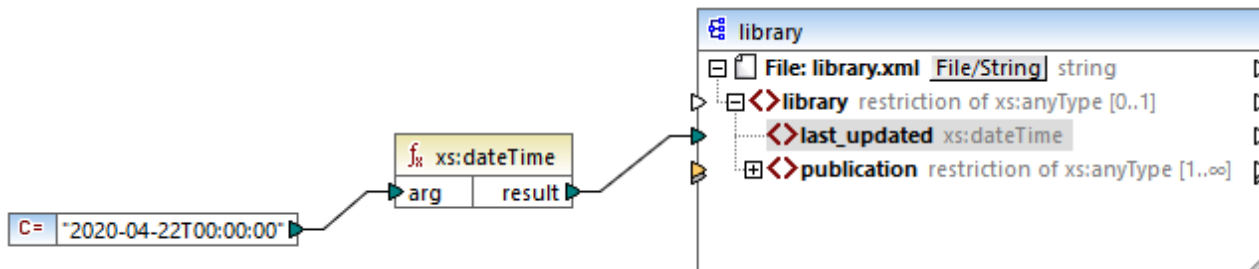 library
File: library.xml File/String string
library restriction of xs:anyType [0..1]
last_updated xs:dateTime
publication restriction of xs:anyType [1..∞]
fx xs:dateTime
arg result
C= "2020-04-22T00:00:00"